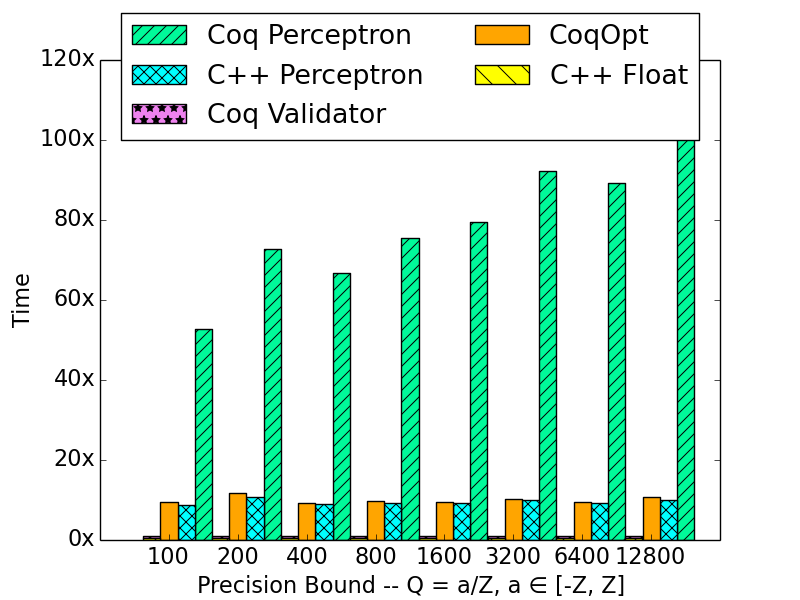 Coq Perceptron
CoqOpt
C++ Perceptron
C++ Float
Coq Validator
120x
100x
80x
60x
40x
20x
0x
Time
100 200 400 800 1600 3200 6400 12800
Precision Bound -- Q = a/Z, a ∈ [-Z, Z]